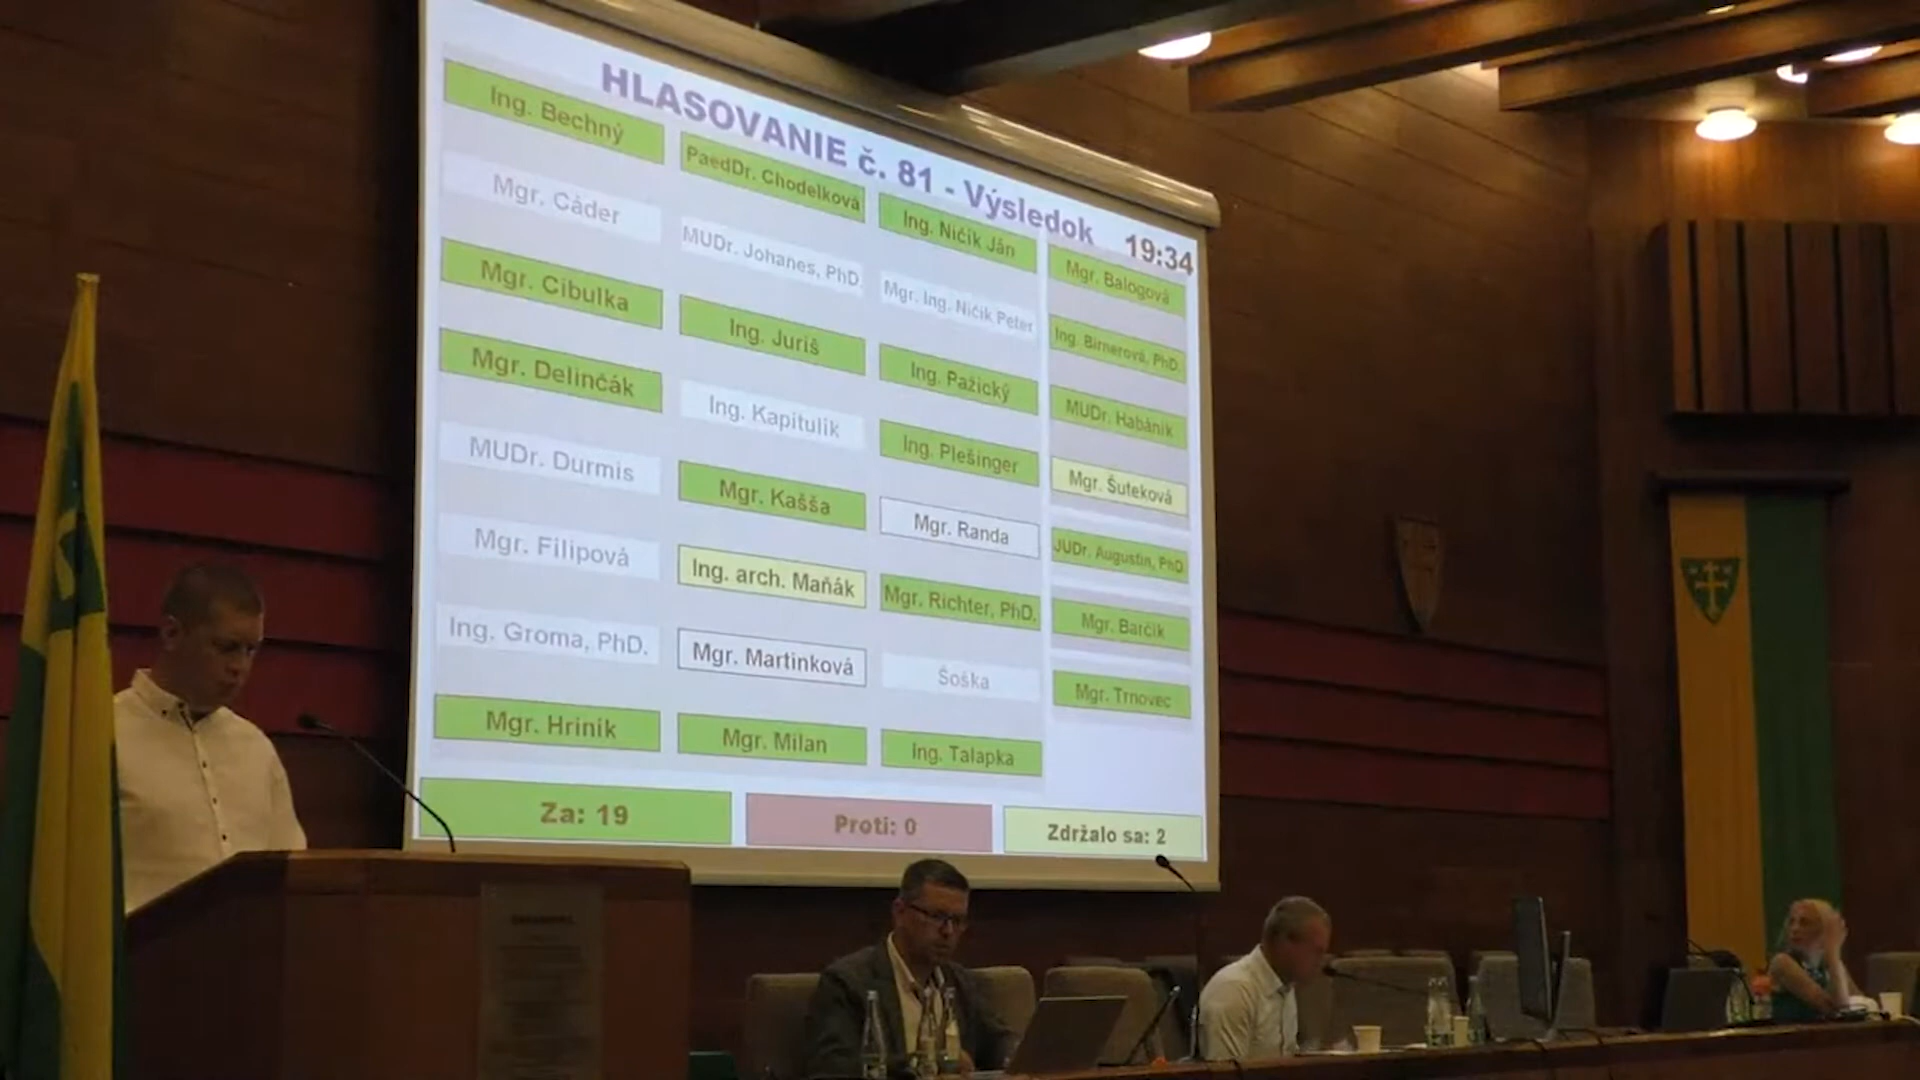 HLASOVANIE č. 81 - Výsledok 19:34
Ing. Bechný
Mgr. Cáder
Mgr. Cibulka
Mgr. Delinčák
MUDr. Durmis
Mgr. Filipová
Ing. Groma, PhD.
Mgr. Hriník
PaedDr. Chodelková
MUDr. Johanes, PhD.
Ing. Juriš
Ing. Kapitulík
Mgr. Kašša
Ing. arch. Maňák
Mgr. Martinková
Mgr. Milan
Ing. Ničík Ján
Mgr. Ing. Ničík Peter
Ing. Pažický
Ing. Plešinger
Mgr. Randa
Mgr. Richter, PhD.
Šoška
Ing. Talapka
Mgr. Balogová
Ing. Birnerová, PhD.
MUDr. Habánik
Mgr. Šuteková
JUDr. Augustín, PhD.
Mgr. Barčík
Mgr. Trnovec
Za: 19
Proti: 0
Zdržalo sa: 2